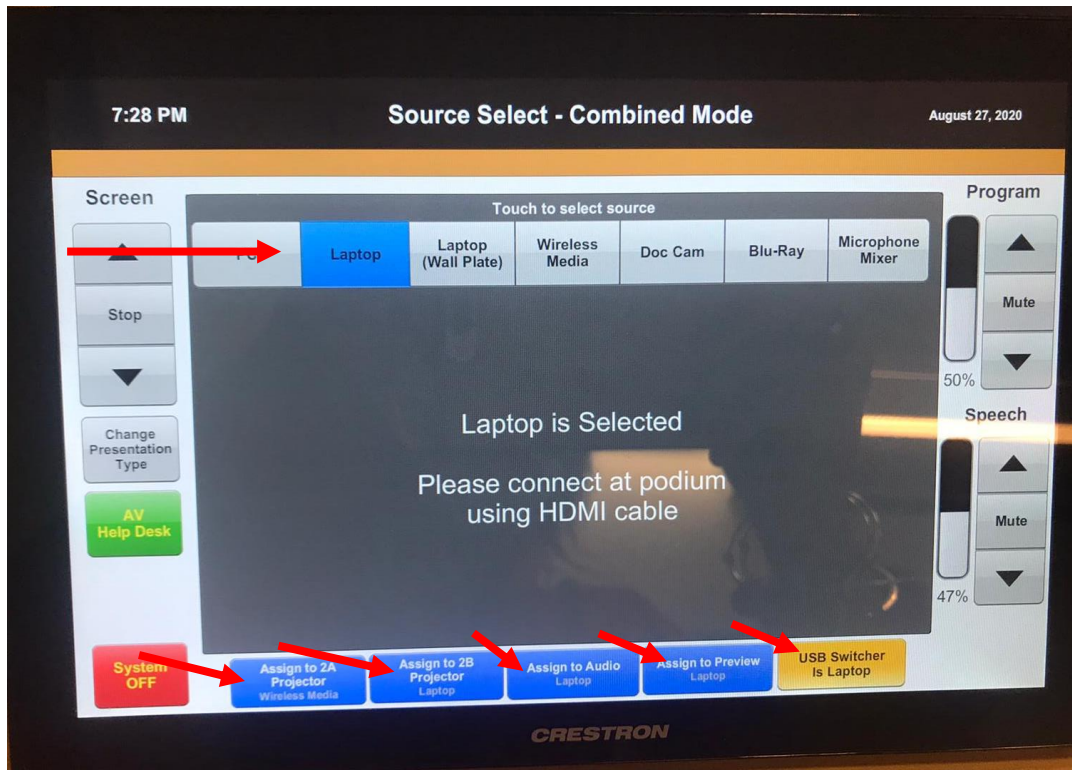 7:28 PM
Source Select - Combined Mode
August 27, 2020
Screen
Program
Touch to select source
Laptop
Laptop
(Wall Plate)
Wireless
Media
Doc Cam
Blu-Ray
Microphone
Mixer
Stop
Mute
50%
Change
Presentation
Type
AV
Help Desk
Laptop is Selected
Please connect at podium
using HDMI cable
Speech
Mute
47%
System
OFF
Assign to 2A
Projector
Wireless Media
Assign to 2B
Projector
Laptop
Assign to Audio
Laptop
Assign to Preview
Laptop
USB Switcher
Is Laptop
CRESTRON